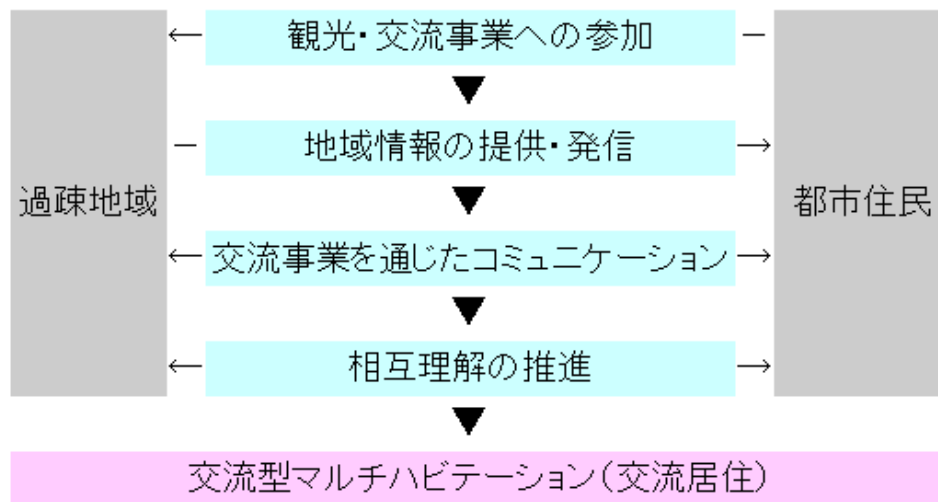 観光・交流事業への参加
地域情報の提供・発信
過疎地域
都市住民
交流事業を通じたコミュニケーション
相互理解の推進
交流型マルチハビテーション(交流居住)